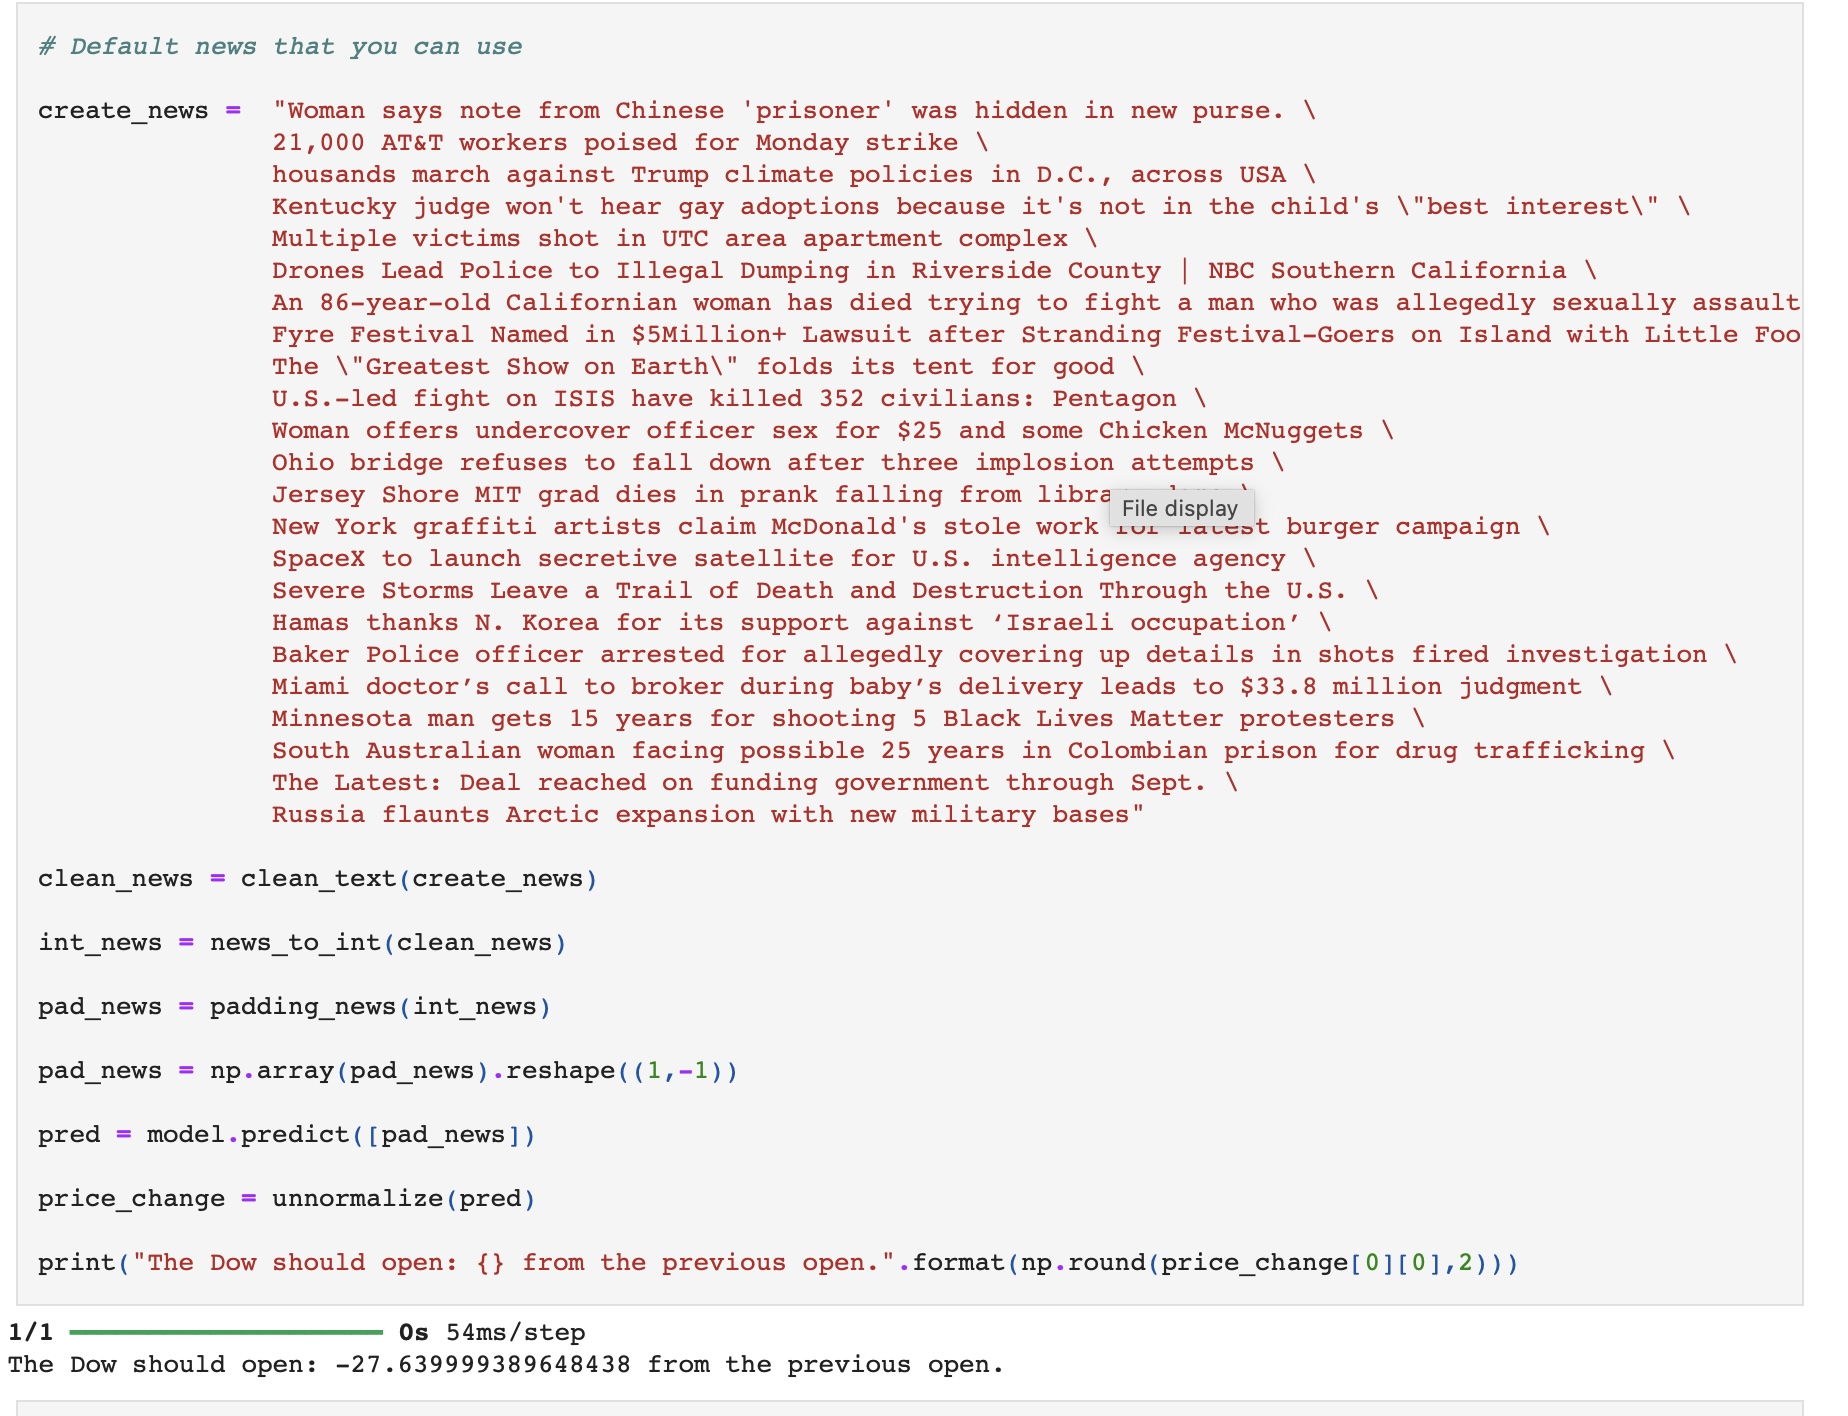 # Default news that you can use
create_news =  "Woman says note from Chinese 'prisoner' was hidden in new purse. \
               21,000 AT&T workers poised for Monday strike \
               housands march against Trump climate policies in D.C., across USA \
               Kentucky judge won't hear gay adoptions because it's not in the child's \"best interest\" \
               Multiple victims shot in UTC area apartment complex \
               Drones Lead Police to Illegal Dumping in Riverside County | NBC Southern California \
               An 86-year-old Californian woman has died trying to fight a man who was allegedly sexually assault
               Fyre Festival Named in $5Million+ Lawsuit after Stranding Festival-Goers on Island with Little Foo
               The \"Greatest Show on Earth\" folds its tent for good \
               U.S.-led fight on ISIS have killed 352 civilians: Pentagon \
               Woman offers undercover officer sex for $25 and some Chicken McNuggets \
               Ohio bridge refuses to fall down after three implosion attempts \
               Jersey Shore MIT grad dies in prank falling from \
File display
               New York graffiti artists claim McDonald's stole work for latest burger campaign \
               SpaceX to launch secretive satellite for U.S. intelligence agency \
               Severe Storms Leave a Trail of Death and Destruction Through the U.S. \
               Hamas thanks N. Korea for its support against ‘Israeli occupation’ \
               Baker Police officer arrested for allegedly covering up details in shots fired investigation \
               Miami doctor’s call to broker during baby’s delivery leads to $33.8 million judgment \
               Minnesota man gets 15 years for shooting 5 Black Lives Matter protesters \
               South Australian woman facing possible 25 years in Colombian prison for drug trafficking \
               The Latest: Deal reached on funding government through Sept. \
               Russia flaunts Arctic expansion with new military bases"
clean_news = clean_text(create_news)
int_news = news_to_int(clean_news)
pad_news = padding_news(int_news)
pad_news = np.array(pad_news).reshape((1,-1))
pred = model.predict([pad_news])
price_change = unnormalize(pred)
print("The Dow should open: {} from the previous open.".format(np.round(price_change[0][0],2)))
1/1 0s 54ms/step
The Dow should open: -27.639999389648438 from the previous open.